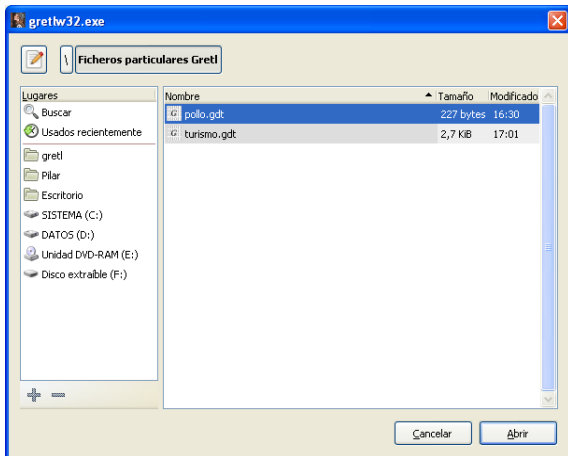 gretlw32.exe
\ Ficheros particulares Gretl
Lugares
Buscar
Usados recientemente
gretl
Pilar
Escritorio
SISTEMA (C:)
DATOS (D:)
Unidad DVD-RAM (E:)
Disco extraíble (F:)
Nombre Tamaño Modificado
G pollo.gdt 227 bytes 16:30
G turismo.gdt 2,7 KiB 17:01
Cancelar Abrir